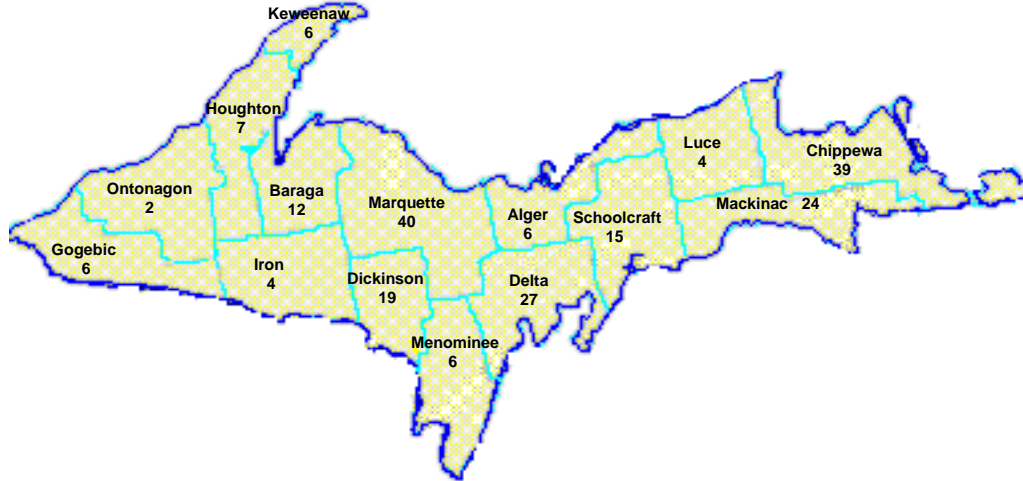 Keweenaw
6
Houghton
7
Luce
4
Chippewa
39
Ontonagon
2
Baraga
12
Marquette
40
Alger
6
Schoolcraft
15
Mackinac 24
Gogebic
6
Iron
4
Dickinson
19
Delta
27
Menominee
6